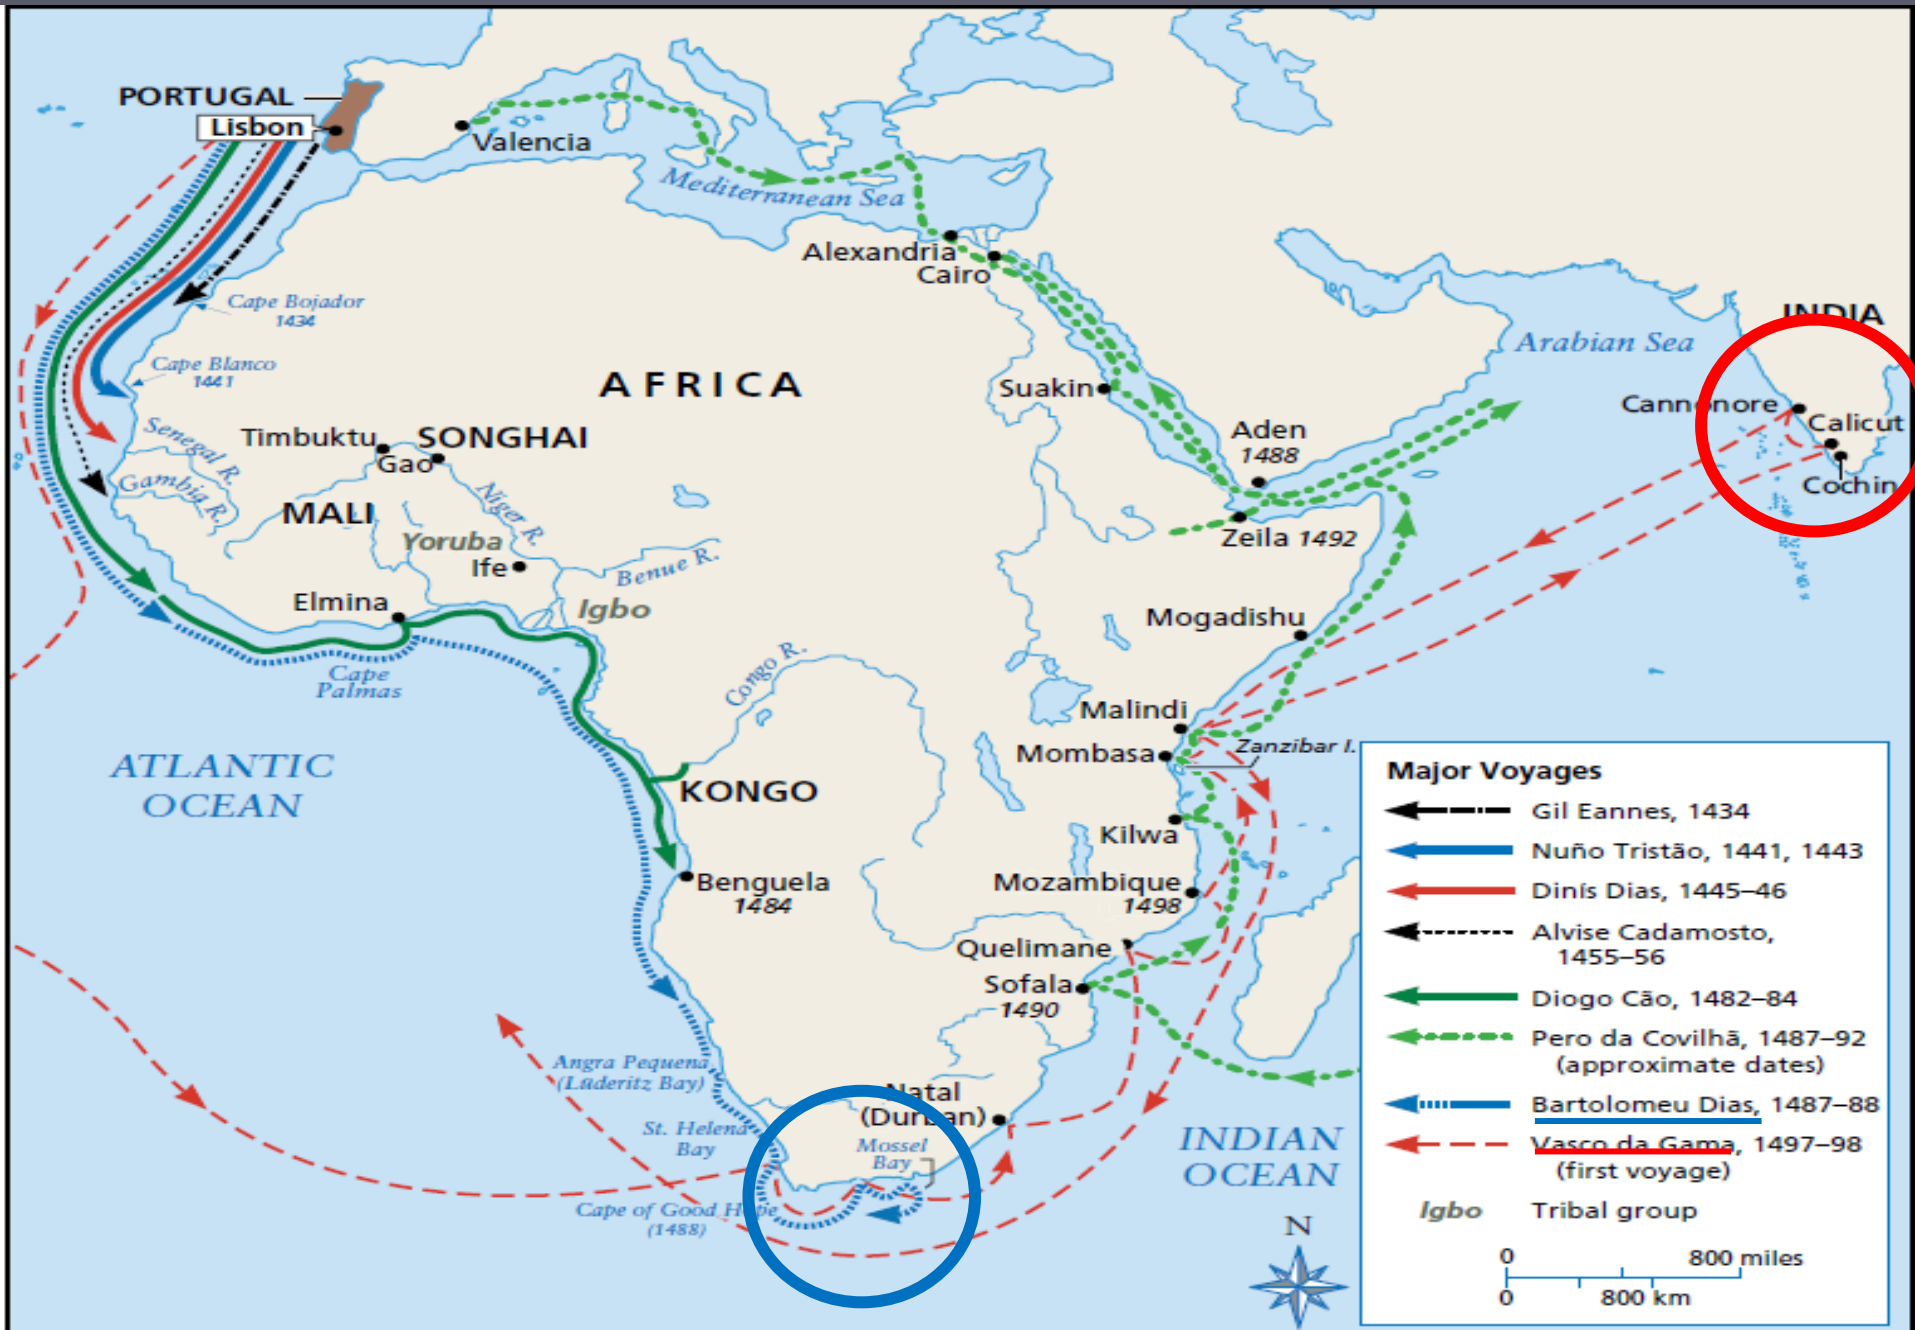 PORTUGAL
Lisbon
Valencia
Mediterranean Sea
Alexandria
Cairo
Cape Bojador
1434
Cape Blanco
1441
AFRICA
Suakin
Arabian Sea
INDIA
Cannonore
Calicut
Cochin
Senegal R.
Gambia R.
Timbuktu
SONGHAI
Gao
MALI
Niger R.
Yoruba
Ife
Benue R.
Igbo
Elmina
Cape
Palmas
Aden
1488
Zeila 1492
Mogadishu
Congo R.
Malindi
Mombasa
Zanzibar I.
ATLANTIC
OCEAN
KONGO
Kilwa
Benguela
1484
Mozambique
1498
Quelimane
Sofala
1490
Angra Pequena
(Lüderitz Bay)
Natal
(Durban)
St. Helena
Bay
Mossel
Bay
Cape of Good Hope
(1488)
INDIAN
OCEAN
N
Major Voyages
Gil Eannes, 1434
Nuño Tristão, 1441, 1443
Dinís Dias, 1445–46
Alvise Cadamosto,
1455–56
Diogo Cão, 1482–84
Pero da Covilhã, 1487–92
(approximate dates)
Bartolomeu Dias, 1487–88
Vasco da Gama, 1497–98
(first voyage)
Igbo Tribal group
0 800 miles
0 800 km